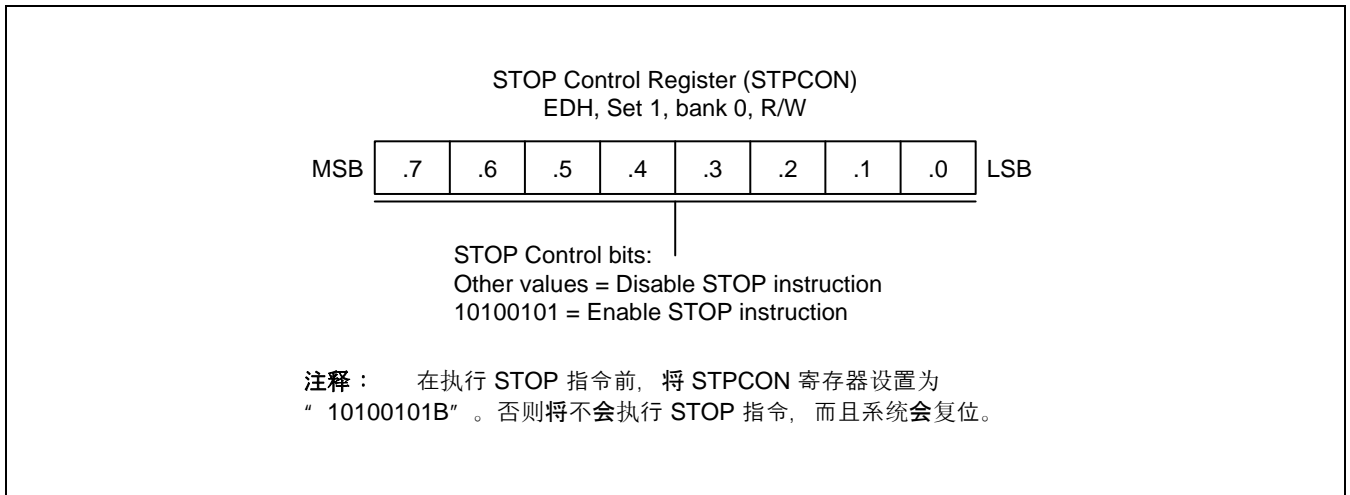 STOP Control Register (STPCON)
EDH, Set 1, bank 0, R/W
MSB .7 .6 .5 .4 .3 .2 .1 .0 LSB
STOP Control bits:
Other values = Disable STOP instruction
10100101 = Enable STOP instruction
注释： 在执行 STOP 指令前, 将 STPCON 寄存器设置为
“ 10100101B” 。否则将不会执行 STOP 指令, 而且系统会复位。